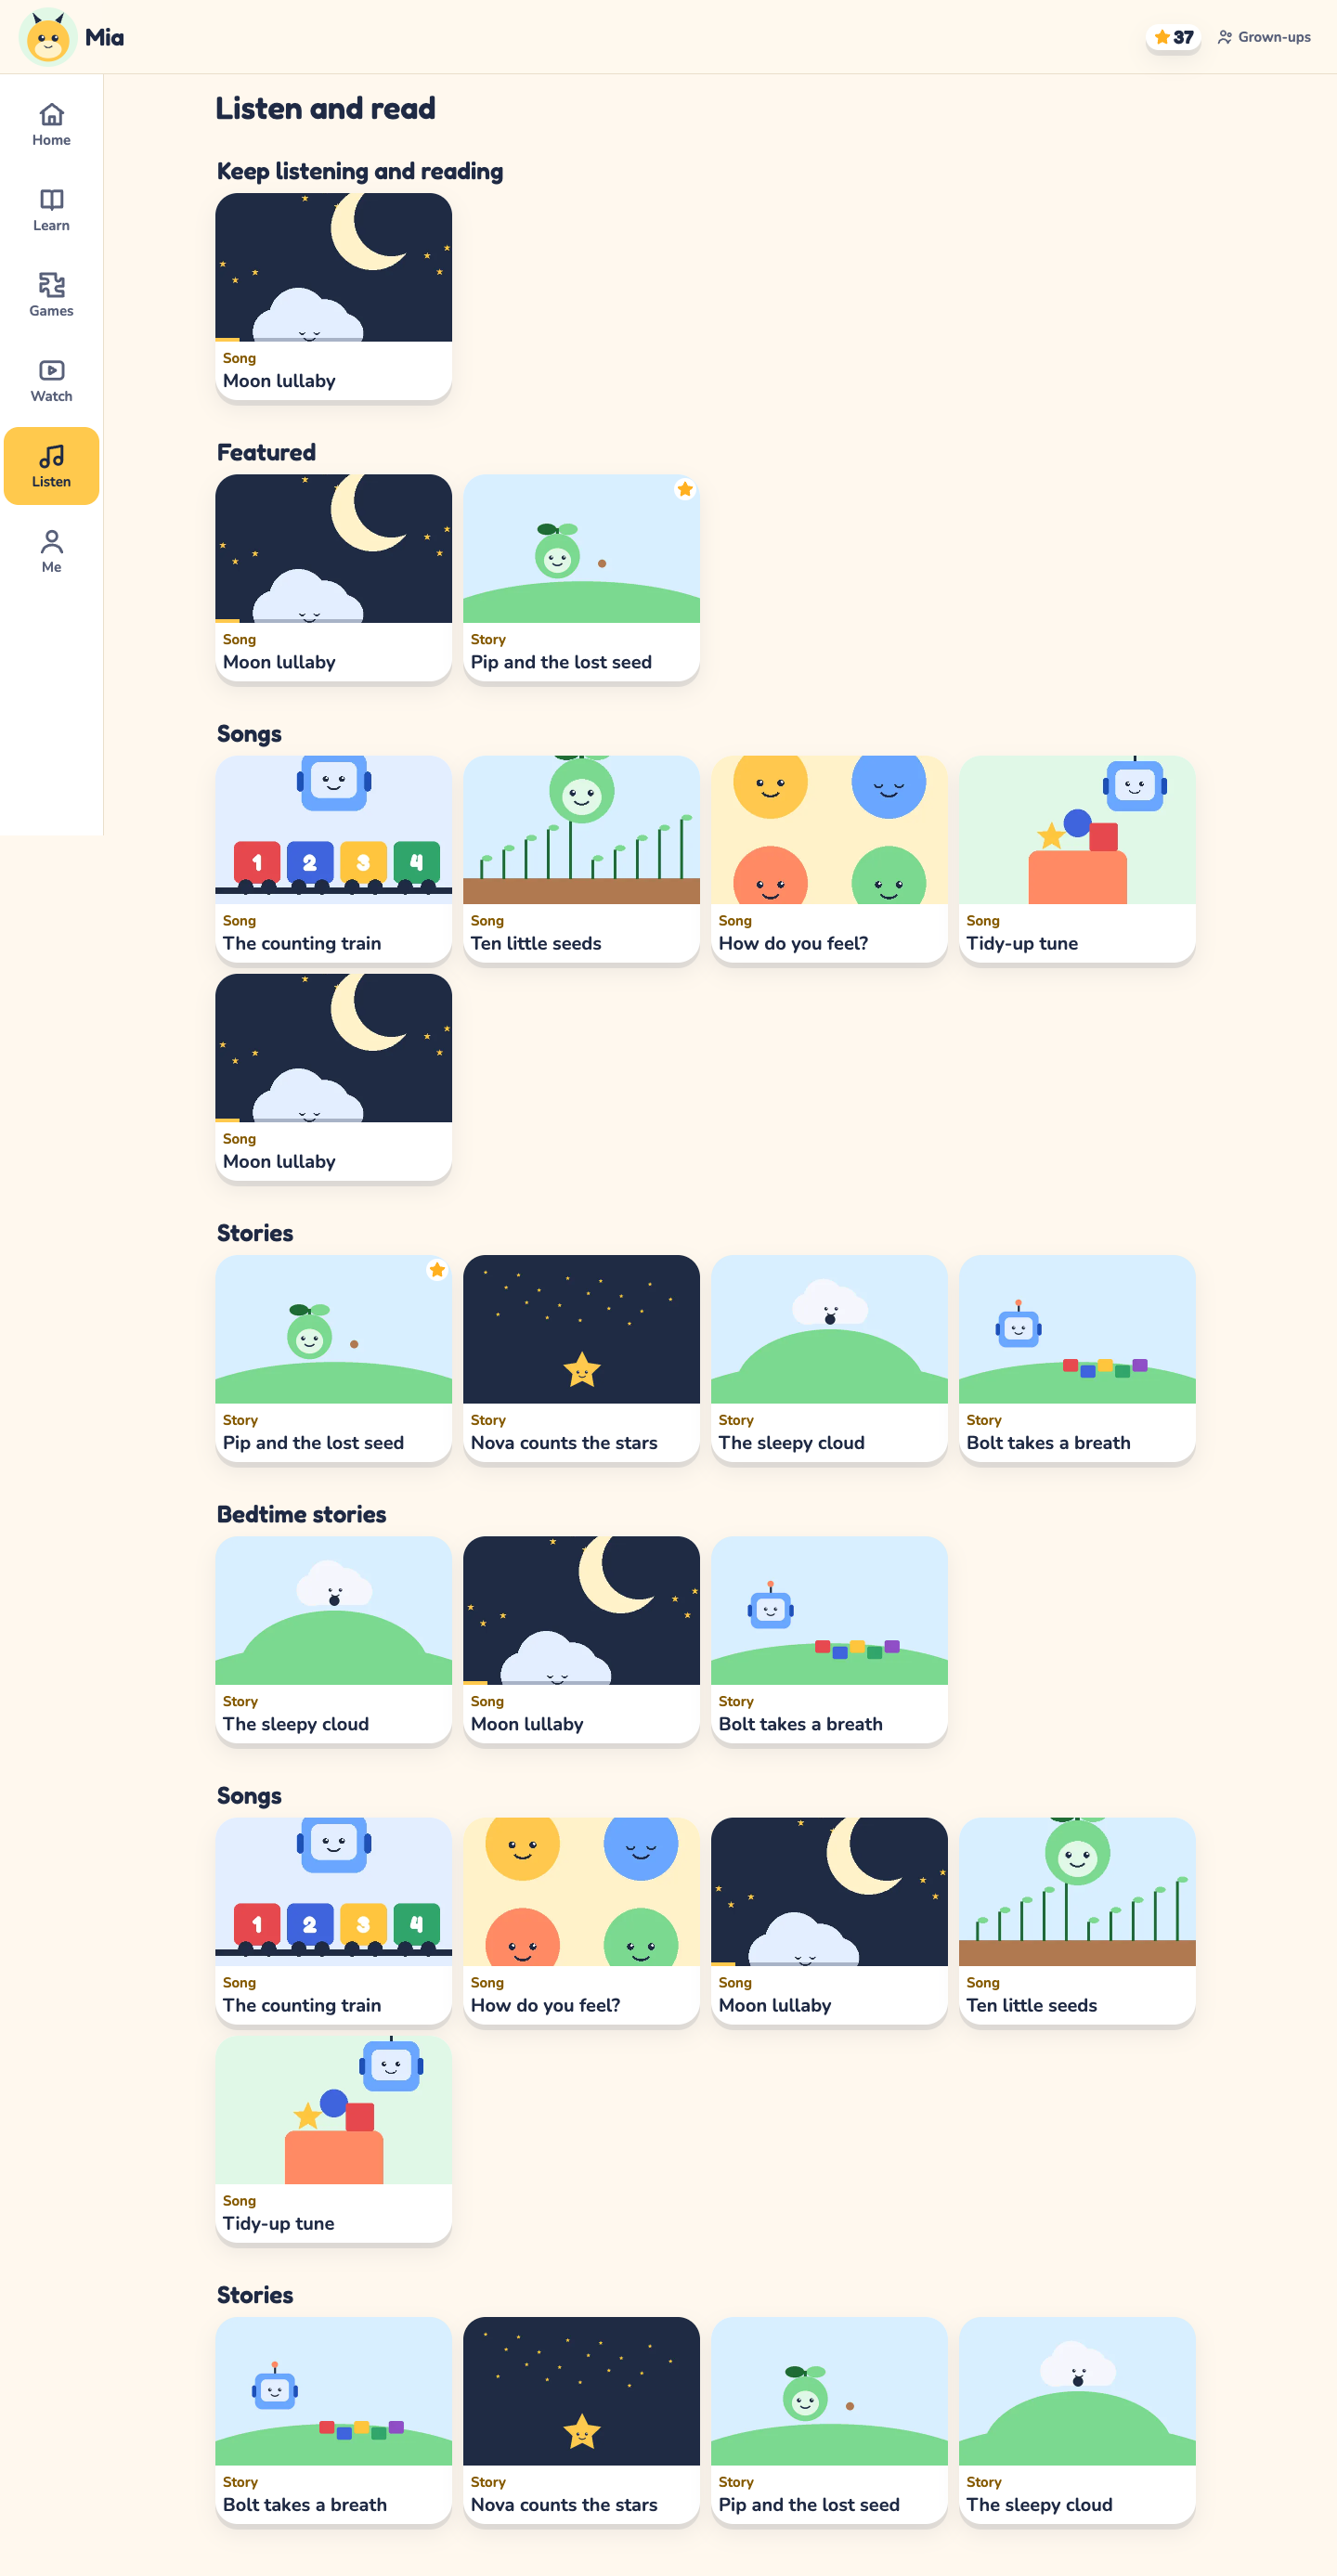 Mia
37
Grown-ups
Home
Learn
Games
Watch
Listen
Me
Listen and read
Keep listening and reading
Song
Moon lullaby
Featured
Song
Moon lullaby
Story
Pip and the lost seed
Songs
1 2 3 4
Song
The counting train
Song
Ten little seeds
Song
How do you feel?
Song
Tidy-up tune
Song
Moon lullaby
Stories
Story
Pip and the lost seed
Story
Nova counts the stars
Story
The sleepy cloud
Story
Bolt takes a breath
Bedtime stories
Story
The sleepy cloud
Song
Moon lullaby
Story
Bolt takes a breath
Songs
1 2 3 4
Song
The counting train
Song
How do you feel?
Song
Moon lullaby
Song
Ten little seeds
Song
Tidy-up tune
Stories
Story
Bolt takes a breath
Story
Nova counts the stars
Story
Pip and the lost seed
Story
The sleepy cloud